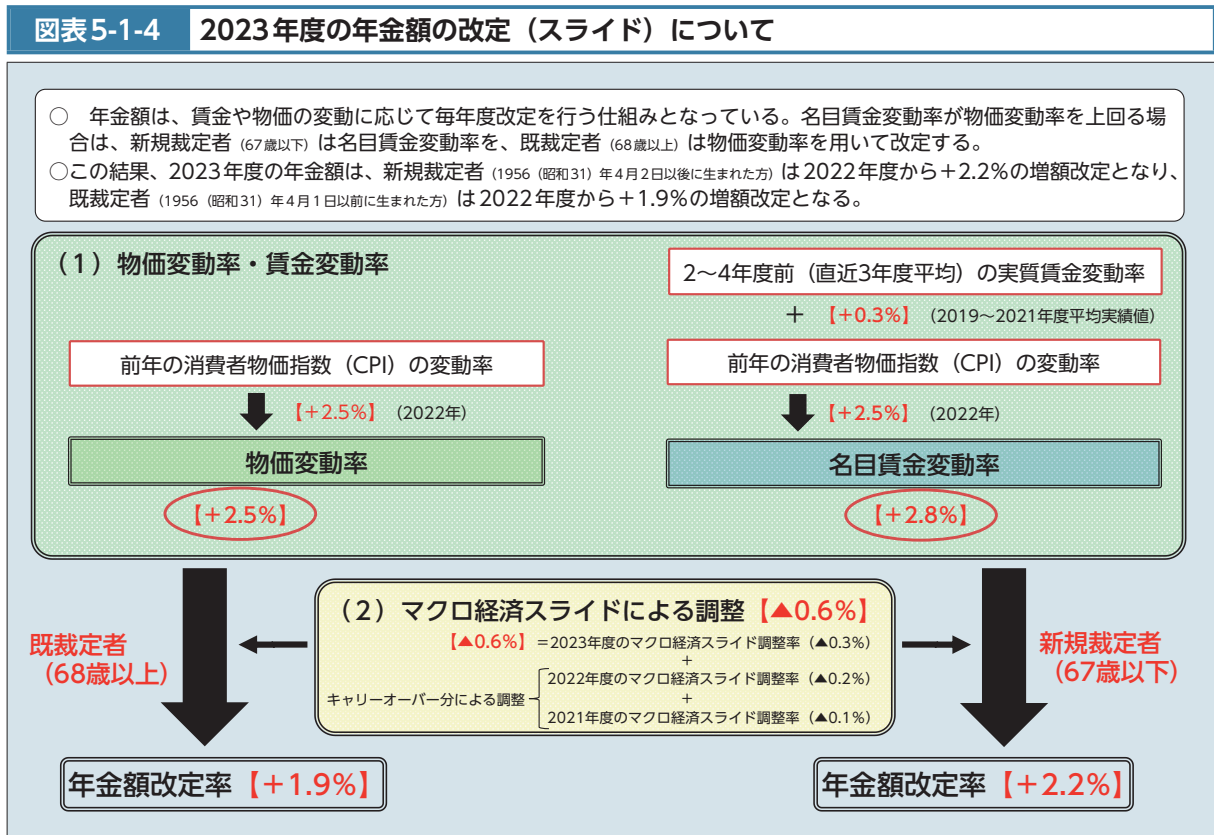 図表5-1-4 2023年度の年金額の改定（スライド）について
○　年金額は、賃金や物価の変動に応じて毎年度改定を行う仕組みとなっている。名目賃金変動率が物価変動率を上回る場
合は、新規裁定者（67歳以下）は名目賃金変動率を、既裁定者（68歳以上）は物価変動率を用いて改定する。
○この結果、2023年度の年金額は、新規裁定者（1956（昭和31）年４月２日以後に生まれた方）は2022年度から＋2.2%の増額改定となり、
既裁定者（1956（昭和31）年４月１日以前に生まれた方）は2022年度から＋1.9%の増額改定となる。
（1）物価変動率・賃金変動率
2～4年度前（直近3年度平均）の実質賃金変動率
＋ 【＋0.3%】（2019～2021年度平均実績値）
前年の消費者物価指数（CPI）の変動率
前年の消費者物価指数（CPI）の変動率
【＋2.5%】（2022年）
【＋2.5%】（2022年）
物価変動率
名目賃金変動率
【＋2.5%】
【＋2.8%】
（2）マクロ経済スライドによる調整【▲0.6%】
【▲0.6%】＝2023年度のマクロ経済スライド調整率（▲0.3%）
＋
キャリーオーバー分による調整
2022年度のマクロ経済スライド調整率（▲0.2%）
＋
2021年度のマクロ経済スライド調整率（▲0.1%）
既裁定者
（68歳以上）
新規裁定者
（67歳以下）
年金額改定率【＋1.9%】
年金額改定率【＋2.2%】